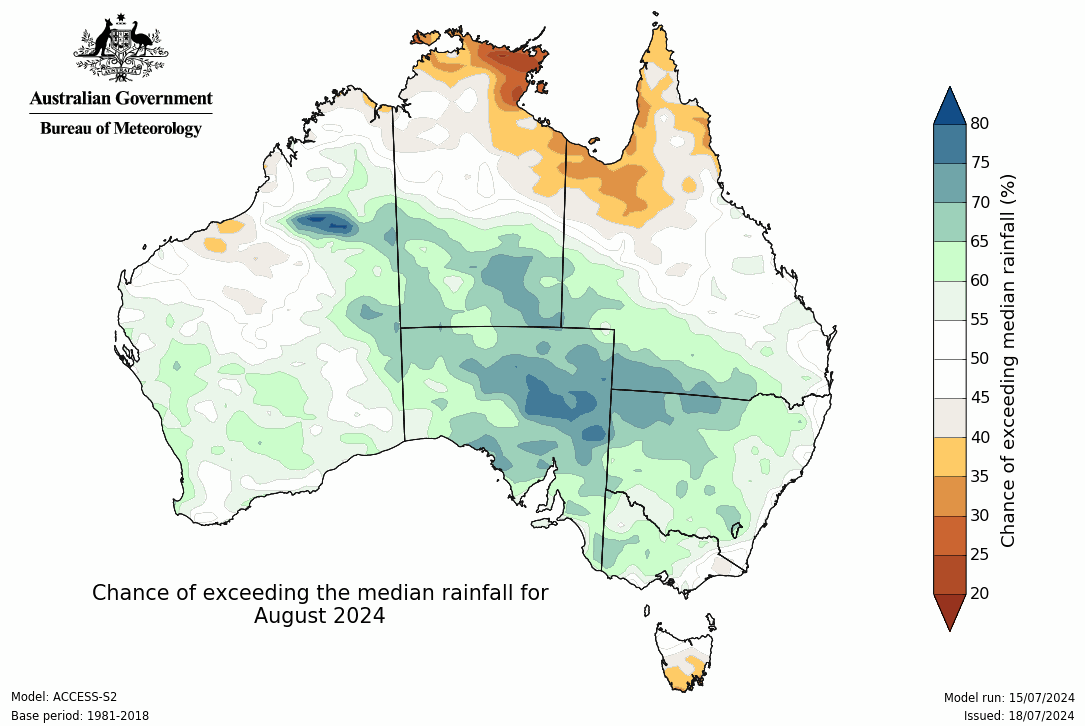 Australian Government
Bureau of Meteorology
80
75
70
65
60
55
50
45
40
35
30
25
20
Chance of exceeding median rainfall (%)
Chance of exceeding the median rainfall for
August 2024
Model: ACCESS-S2
Base period: 1981-2018
Model run: 15/07/2024
Issued: 18/07/2024